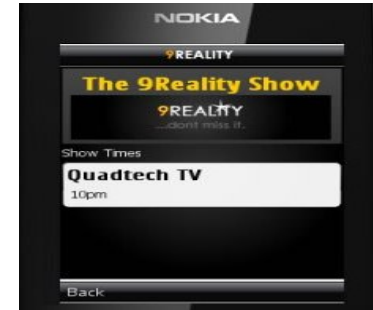 NOKIA
9REALITY
The 9Reality Show
9REALITY
...dont miss it.
Show Times
Quadtech TV
10pm
Back